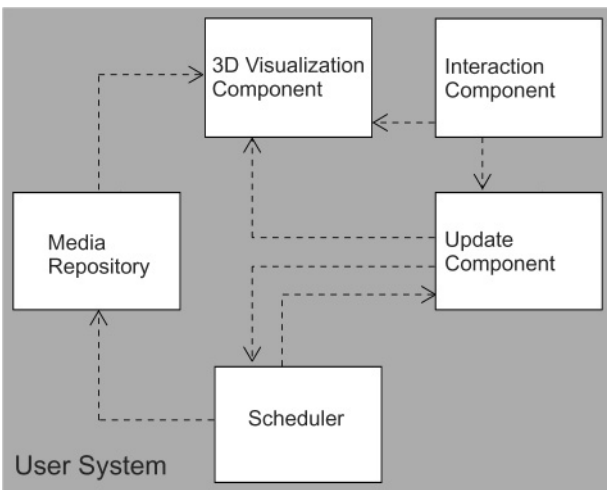 3D Visualization
Component
Interaction
Component
Media
Repository
Update
Component
Scheduler
User System